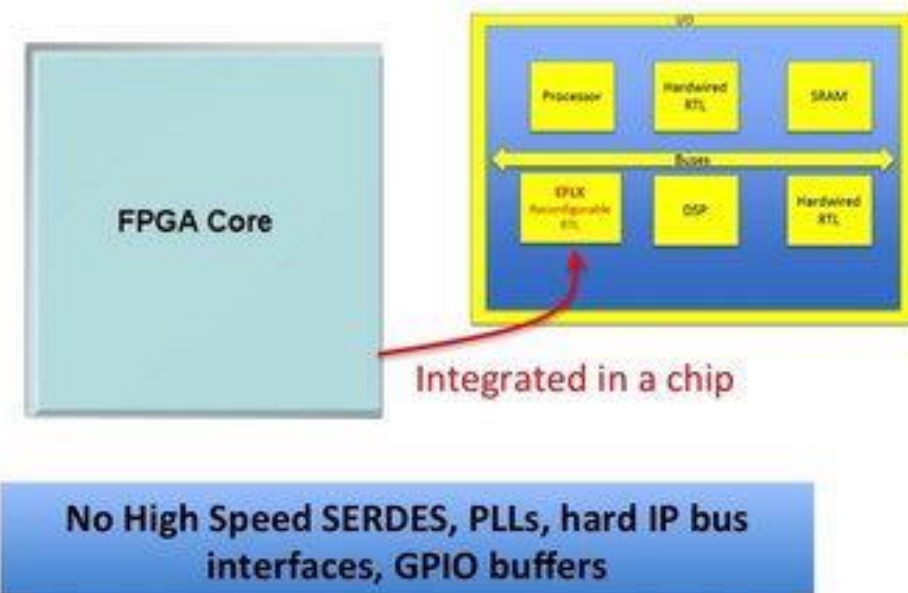 I/O
Processor
Hardwired
RTL
SRAM
Buses
FPGA Core
EFLX
Reconfigurable
RTL
DSP
Hardwired
RTL
Integrated in a chip
No High Speed SERDES, PLLs, hard IP bus
interfaces, GPIO buffers